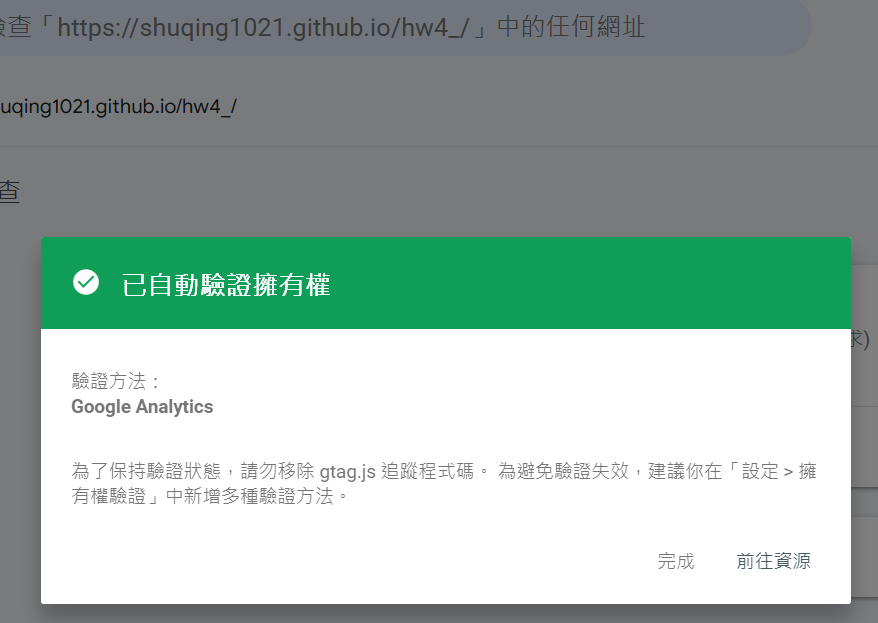 檢查「https://shuqing1021.github.io/hw4_/」中的任何網址
uqing1021.github.io/hw4_/
查
已自動驗證擁有權
求)
驗證方法：
Google Analytics
為了保持驗證狀態，請勿移除 gtag.js 追蹤程式碼。 為避免驗證失效，建議你在「設定 > 擁
有權驗證」中新增多種驗證方法。
完成
前往資源